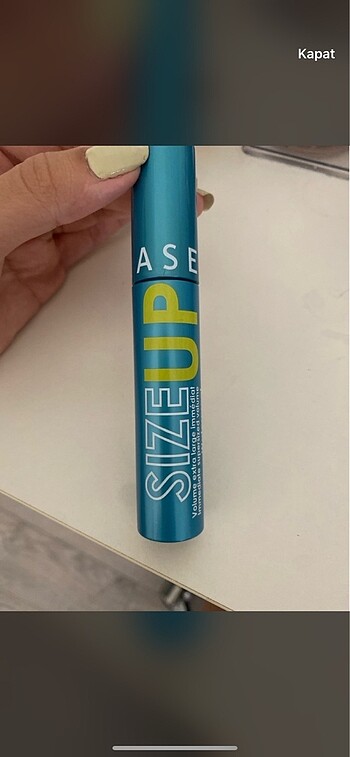 Kapat
ASE
SIZE UP
Volume extra large immédiat
Immediate supersized volume